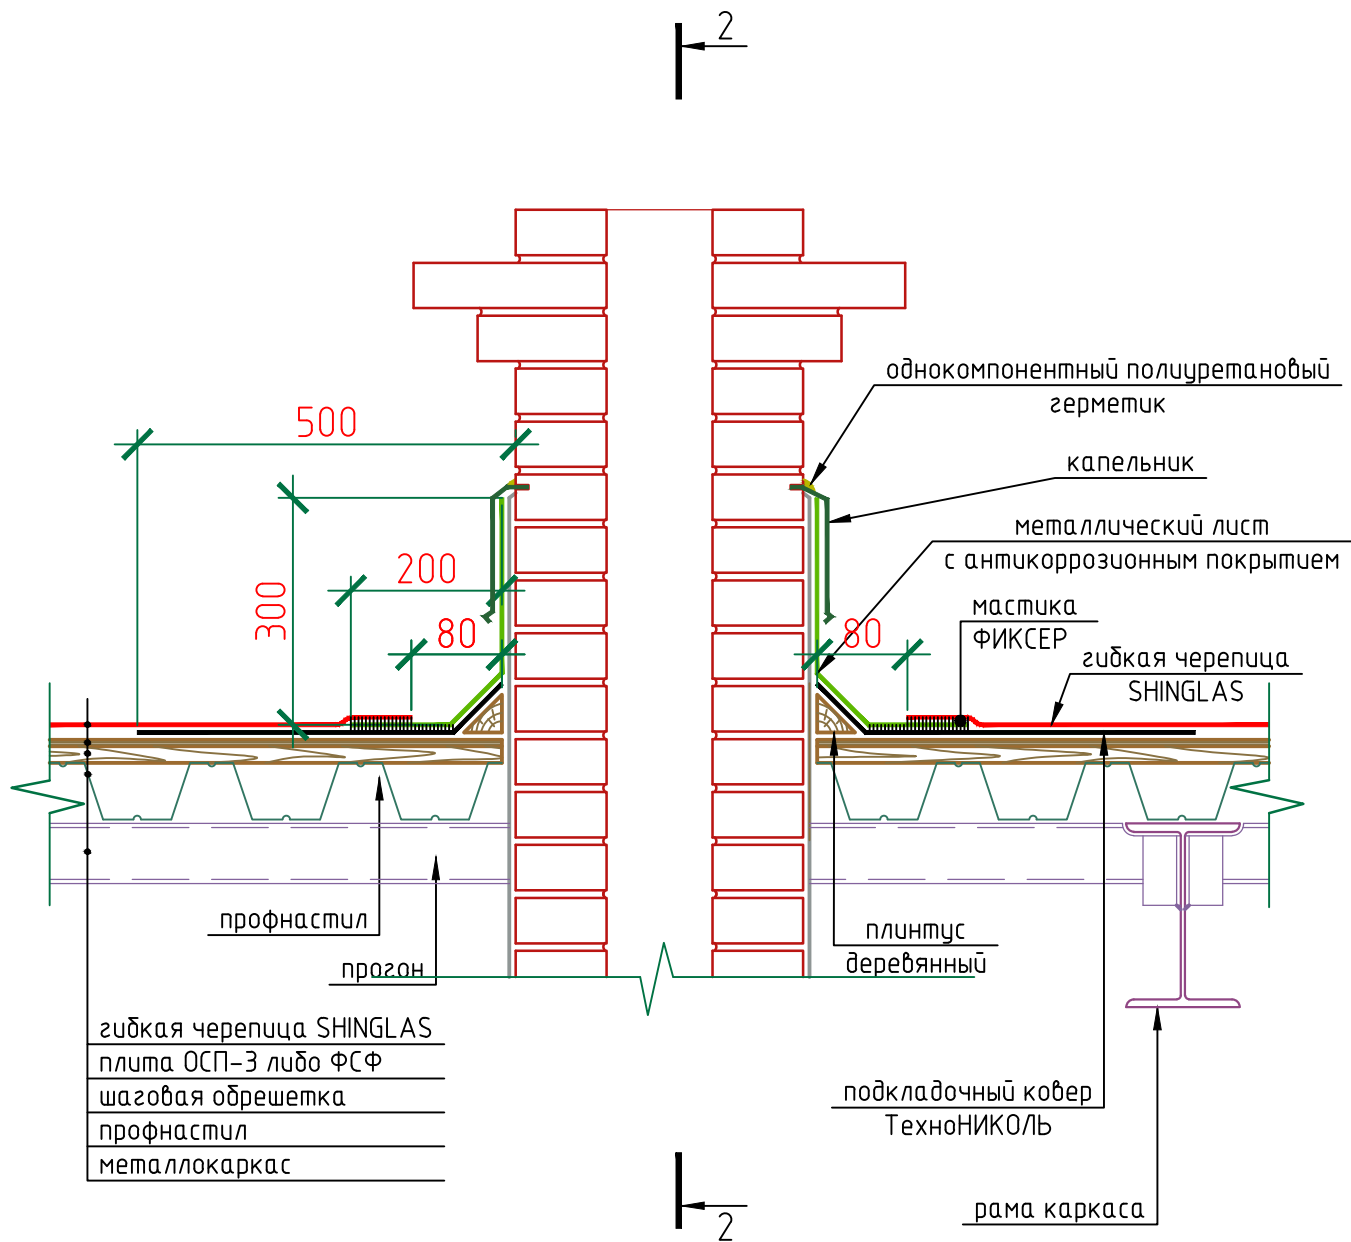 2
однокомпонентный полиуретановый
герметик
500
капельник
металлический лист
с антикоррозионным покрытием
200
300
мастика
ФИКСЕР
80
80
гибкая черепица
SHINGLAS
профнастил
плинтус
деревянный
прогон
гибкая черепица SHINGLAS
плита ОСП-3 либо ФСФ
шаговая обрешетка
профнастил
металлокаркас
подкладочный ковер
ТехноНИКОЛЬ
рама каркаса
2